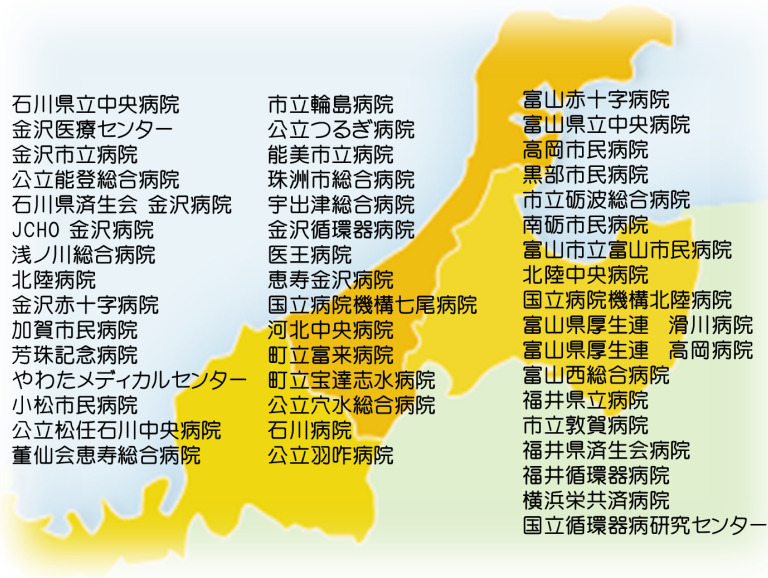 石川県立中央病院
金沢医療センター
金沢市立病院
公立能登総合病院
石川県済生会 金沢病院
JCHO 金沢病院
浅ノ川総合病院
北陸病院
金沢赤十字病院
加賀市民病院
芳珠記念病院
やわたメディカルセンター
小松市民病院
公立松任石川中央病院
董仙会恵寿総合病院
市立輪島病院
公立つるぎ病院
能美市立病院
珠洲市総合病院
宇出津総合病院
金沢循環器病院
医王病院
恵寿金沢病院
国立病院機構七尾病院
河北中央病院
町立富来病院
町立宝達志水病院
公立穴水総合病院
石川病院
公立羽咋病院
富山赤十字病院
富山県立中央病院
高岡市民病院
黒部市民病院
市立砺波総合病院
南砺市民病院
富山市立富山市民病院
北陸中央病院
国立病院機構北陸病院
富山県厚生連　滑川病院
富山県厚生連　高岡病院
富山西総合病院
福井県立病院
市立敦賀病院
福井県済生会病院
福井循環器病院
横浜栄共済病院
国立循環器病研究センター